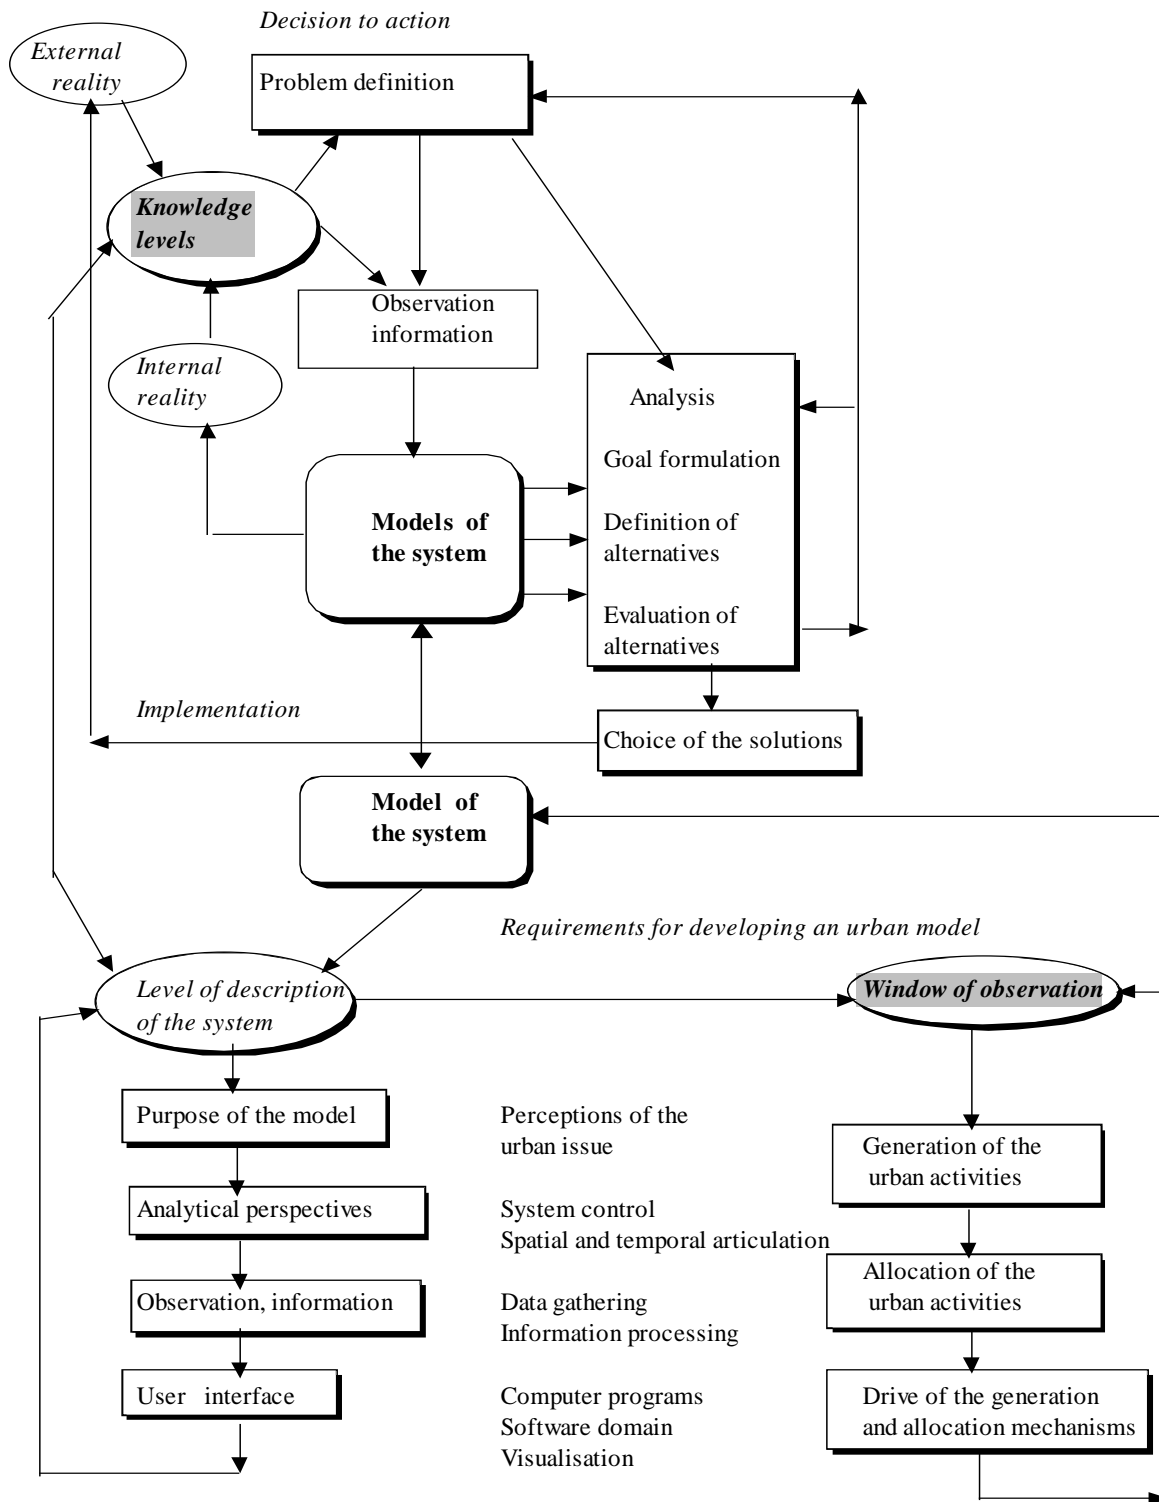 Decision to action
External
reality
Problem definition
Knowledge
levels
Observation
information
Internal
reality
Analysis
Goal formulation
Definition of
alternatives
Evaluation of
alternatives
Models of
the system
Implementation
Choice of the solutions
Model of
the system
Requirements for developing an urban model
Level of description
of the system
Window of observation
Purpose of the model
Perceptions of the
urban issue
Generation of the
urban activities
Analytical perspectives
System control
Spatial and temporal articulation
Allocation of the
urban activities
Observation, information
Data gathering
Information processing
User interface
Computer programs
Software domain
Visualisation
Drive of the generation
and allocation mechanisms